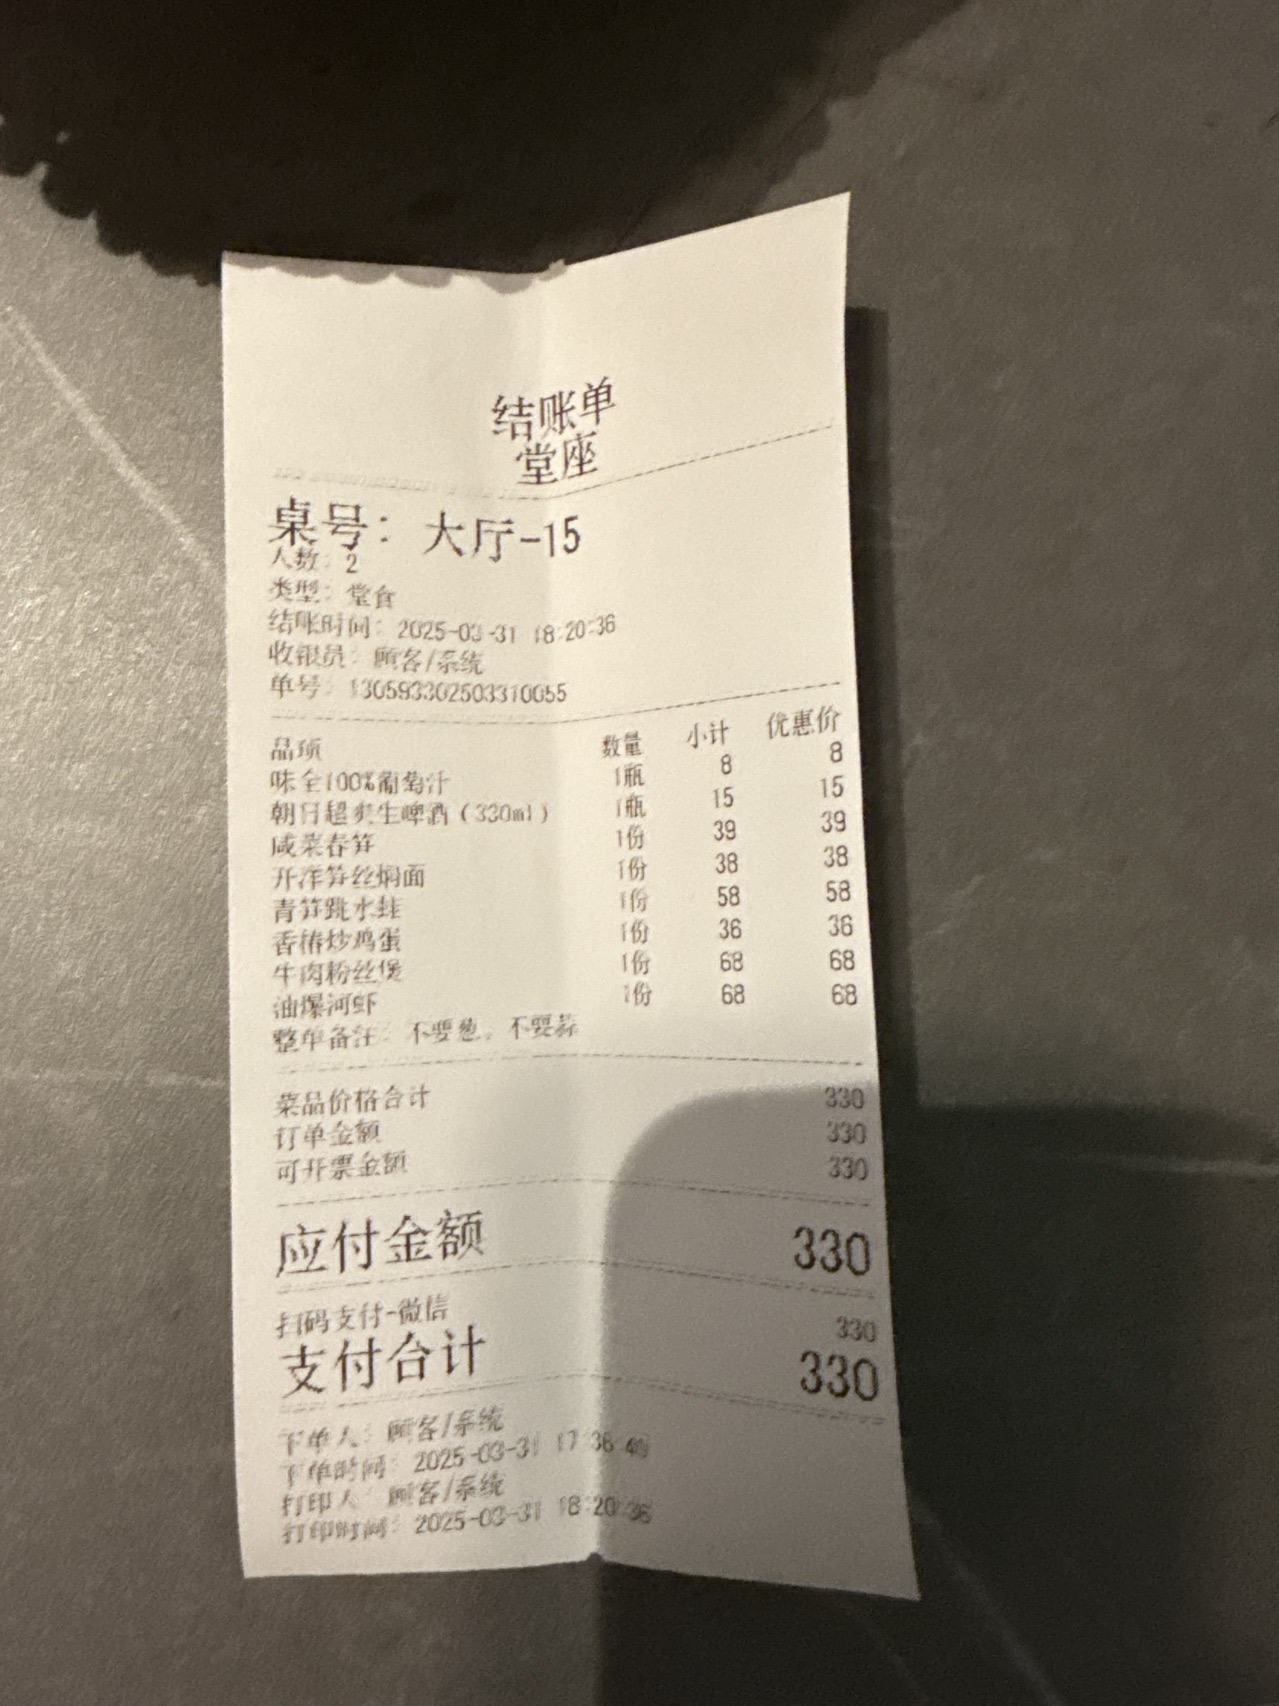 结账单
堂座
桌号：大厅-15
人数：2
类型：堂食
结账时间：2025-03-31 18:20:36
收银员：顾客/系统
单号：130593302503310055
品项 数量 小计 优惠价
味全100%葡萄汁 1瓶 8 8
朝日超爽生啤酒（330ml） 1瓶 15 15
咸菜春笋 1份 39 39
开洋笋丝焖面 1份 38 38
青笋跳水蛙 1份 58 58
香椿炒鸡蛋 1份 36 36
牛肉粉丝煲 1份 68 68
油爆河虾 1份 68 68
整单备注：不要葱，不要蒜
菜品价格合计 330
订单金额 330
可开票金额 330
应付金额 330
扫码支付-微信 330
支付合计 330
下单人：顾客/系统
下单时间：2025-03-31 17:36:40
打印人：顾客/系统
打印时间：2025-03-31 18:20:36